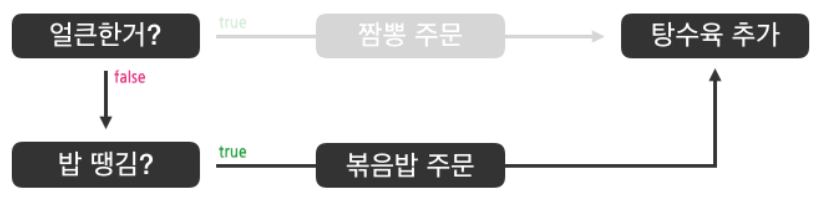 얼큰한거?
true
짬뽕 주문
탕수육 추가
false
밥 땡김?
true
볶음밥 주문